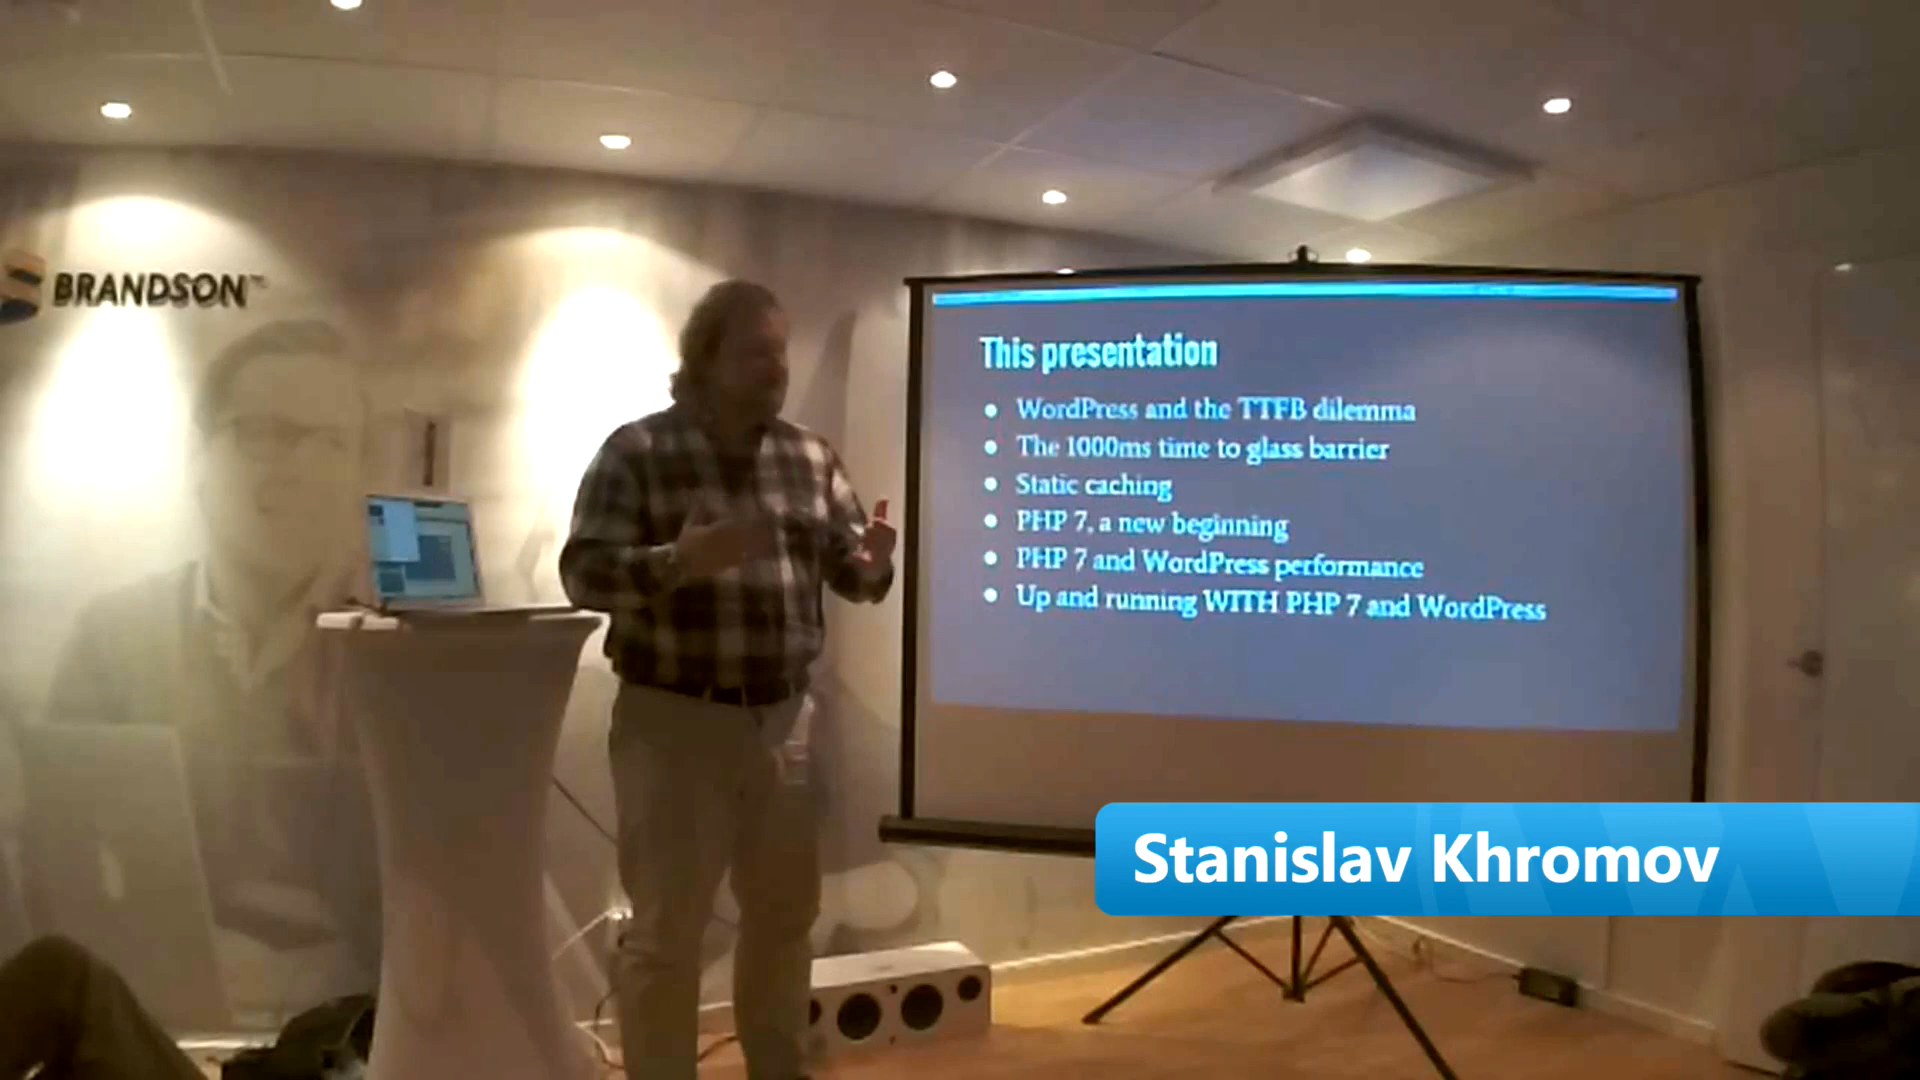 BRANDSON™
This presentation
• WordPress and the TTFB dilemma
• The 1000ms time to glass barrier
• Static caching
• PHP 7, a new beginning
• PHP 7 and WordPress performance
• Up and running WITH PHP 7 and WordPress
Stanislav Khromov